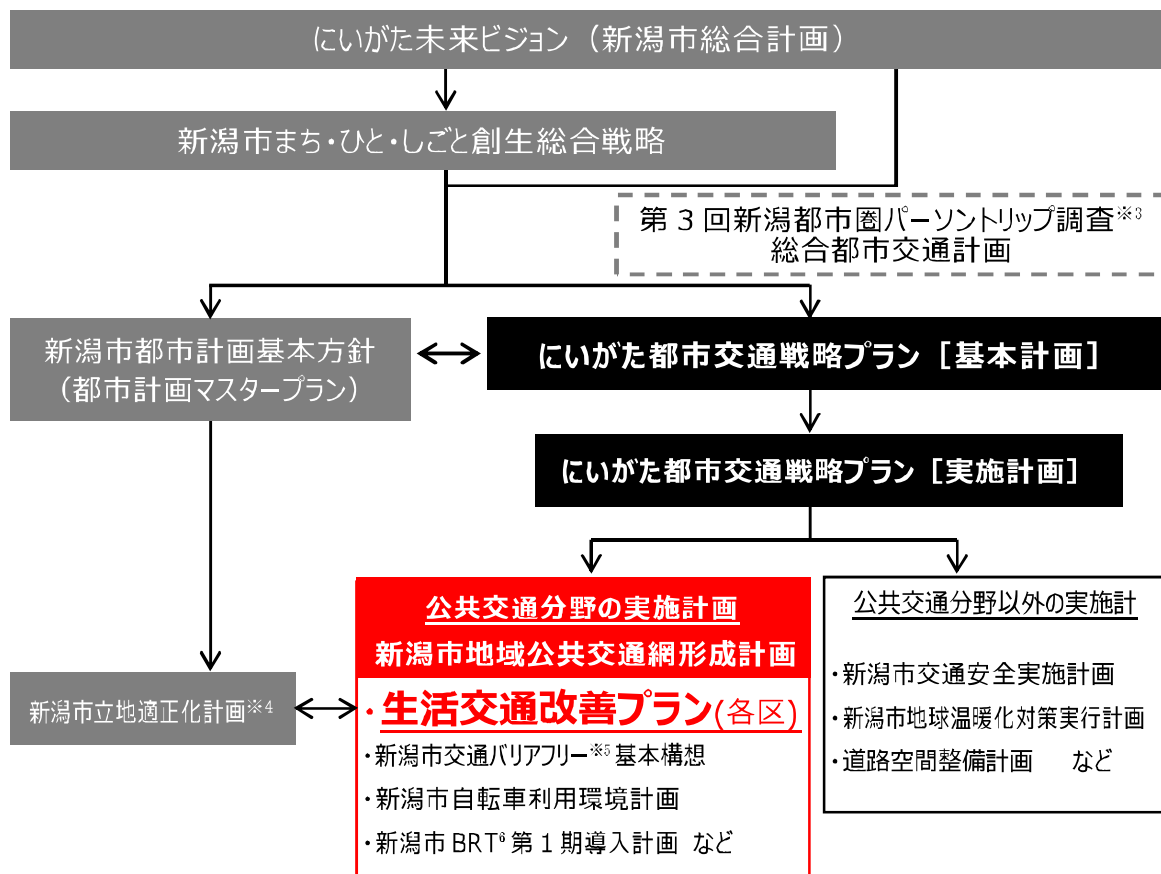 にいがた未来ビジョン（新潟市総合計画）
新潟市まち・ひと・しごと創生総合戦略
第３回新潟都市圏パーソントリップ調査※3
総合都市交通計画
新潟市都市計画基本方針
（都市計画マスタープラン）
にいがた都市交通戦略プラン［基本計画］
にいがた都市交通戦略プラン［実施計画］
公共交通分野の実施計画
新潟市地域公共交通網形成計画
・生活交通改善プラン(各区)
・新潟市交通バリアフリー※5基本構想
・新潟市自転車利用環境計画
・新潟市BRT6第１期導入計画 など
公共交通分野以外の実施計
・新潟市交通安全実施計画
・新潟市地球温暖化対策実行計画
・道路空間整備計画　など
新潟市立地適正化計画※4